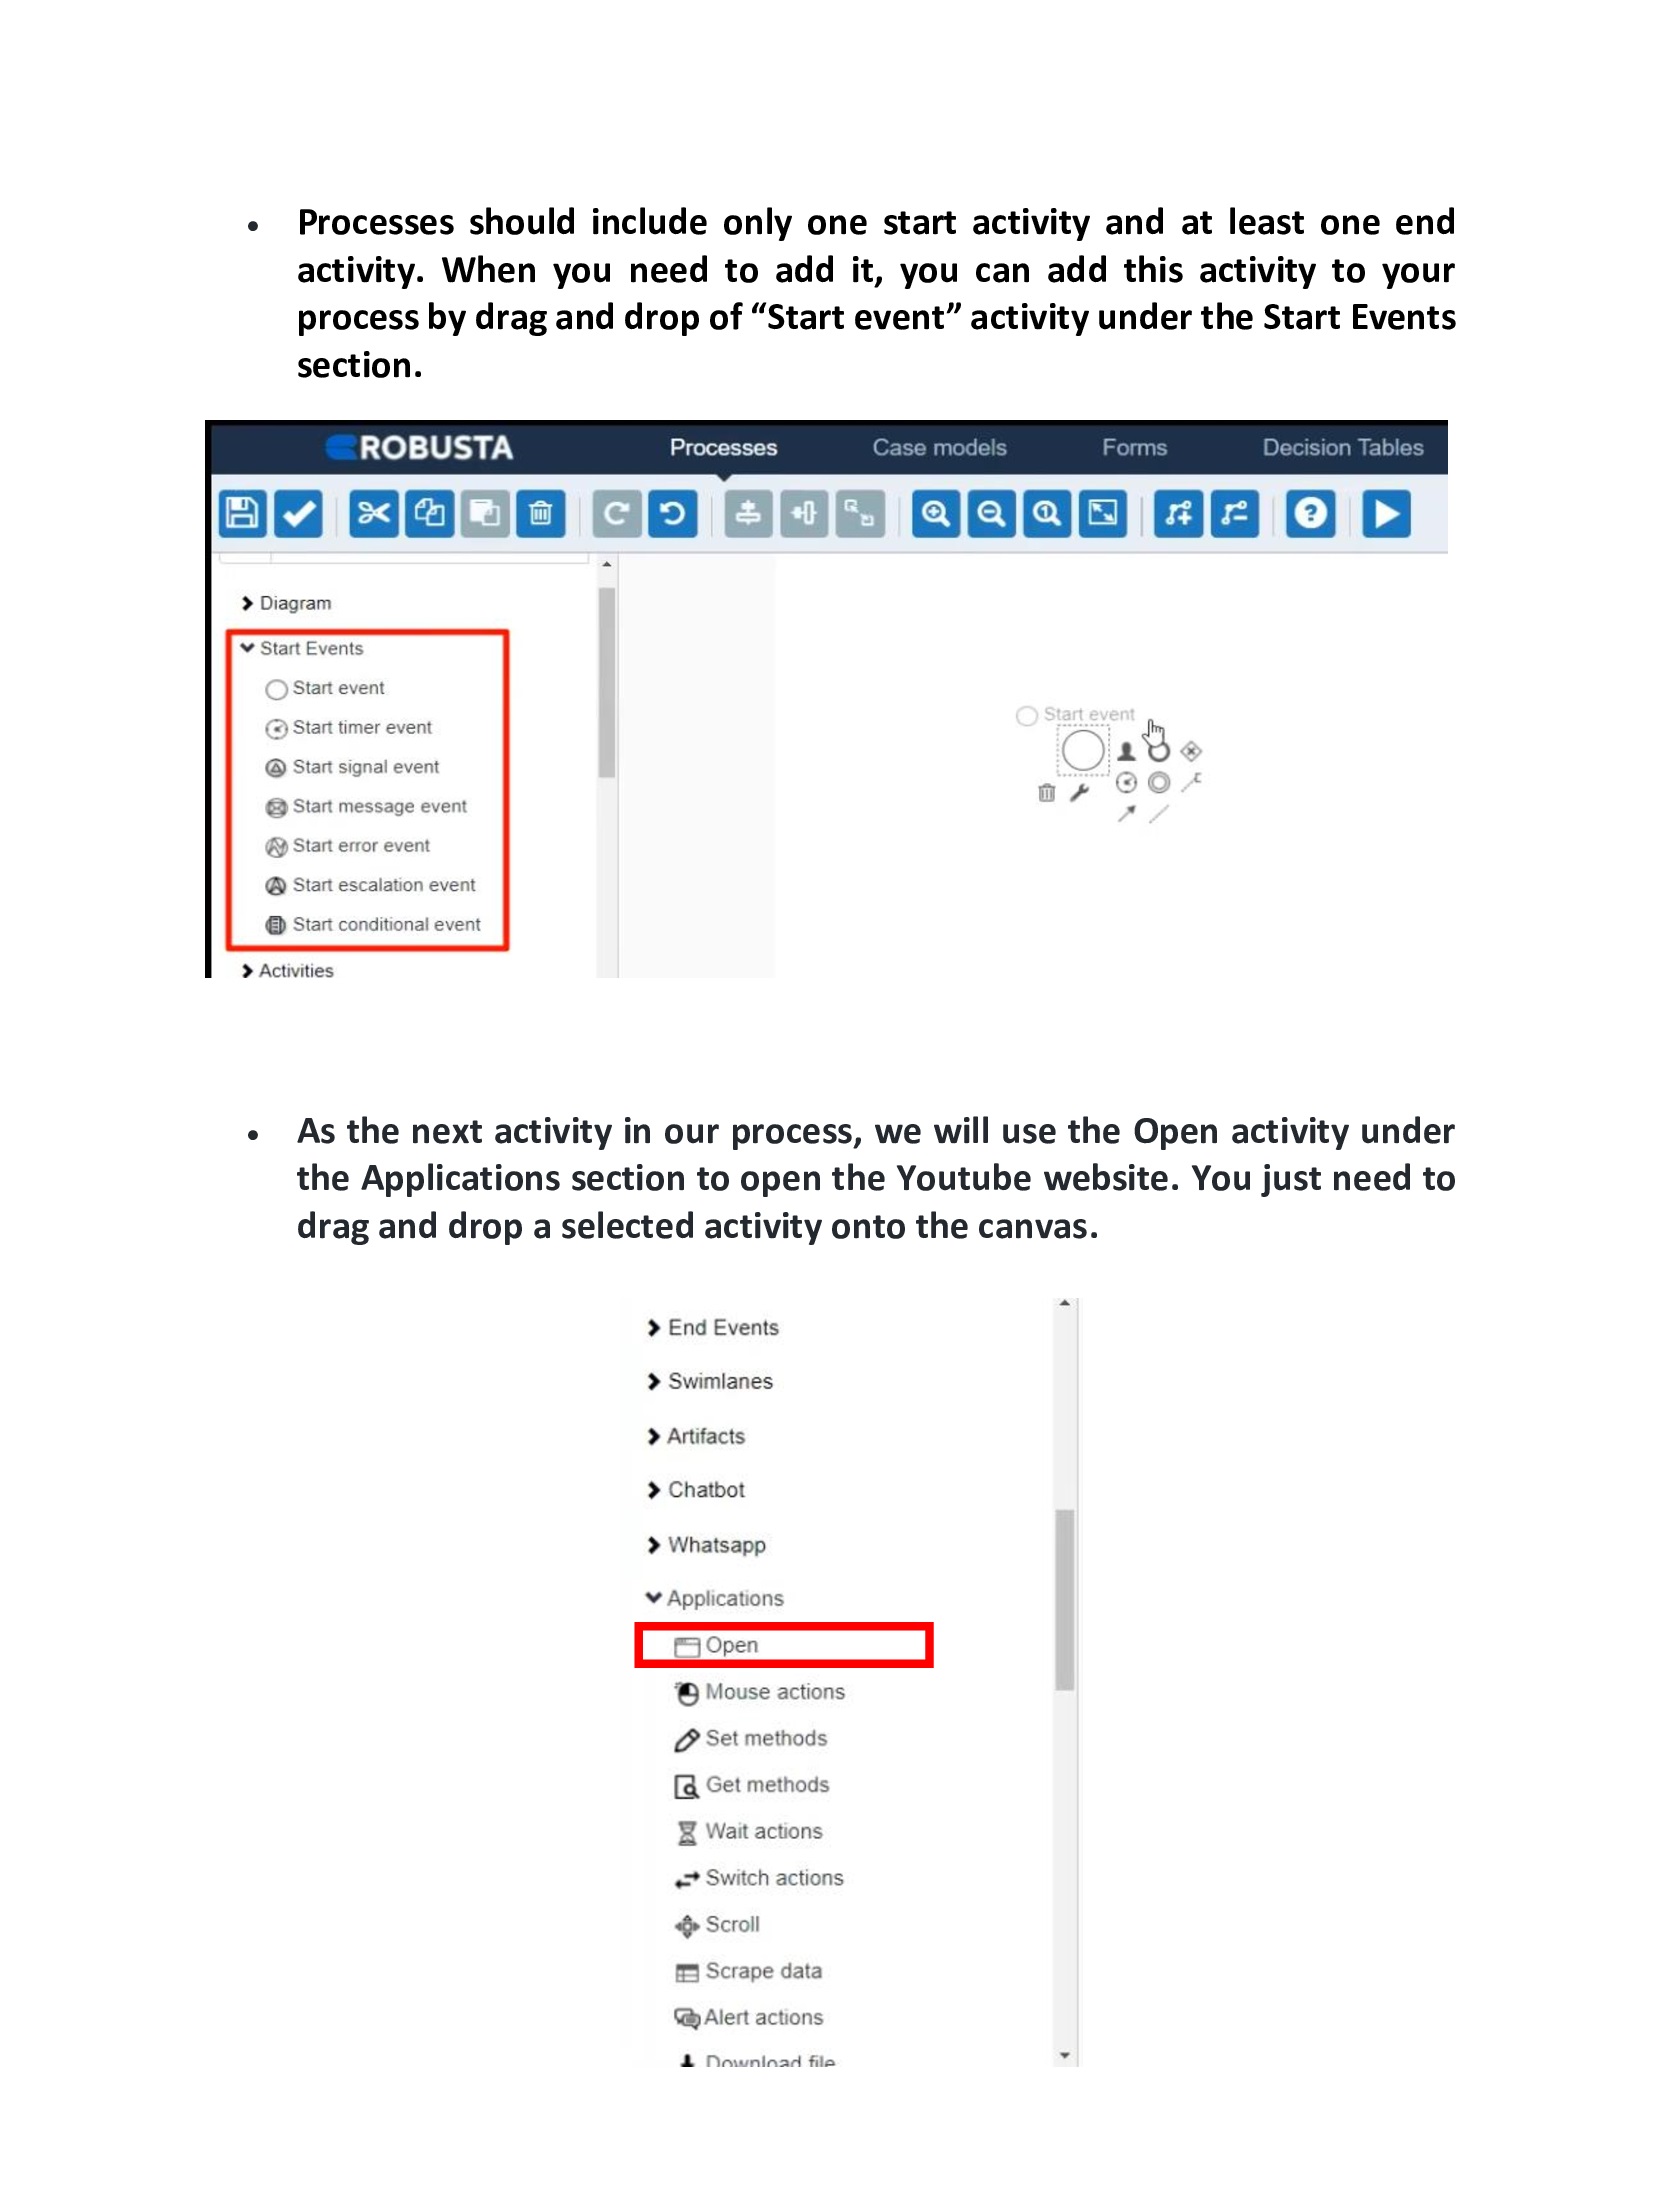 • Processes should include only one start activity and at least one end
activity. When you need to add it, you can add this activity to your
process by drag and drop of “Start event” activity under the Start Events
section.
ROBUSTA Processes Case models Forms Decision Tables
Diagram
Start Events
Start event
Start timer event
Start signal event
Start message event
Start error event
Start escalation event
Start conditional event
Activities
Start event
• As the next activity in our process, we will use the Open activity under
the Applications section to open the Youtube website. You just need to
drag and drop a selected activity onto the canvas.
End Events
Swimlanes
Artifacts
Chatbot
Whatsapp
Applications
Open
Mouse actions
Set methods
Get methods
Wait actions
Switch actions
Scroll
Scrape data
Alert actions
Download file